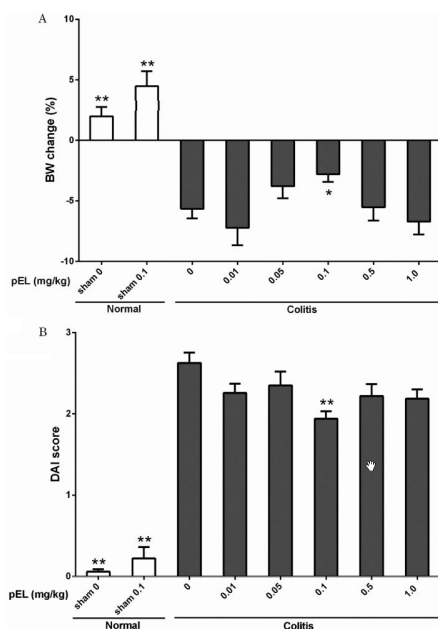 A
10
5
0
-5
-10
BW change (%)
** **
*
pEL (mg/kg) sham 0 sham 0.1 0 0.01 0.05 0.1 0.5 1.0
Normal Colitis
B
3
2
1
0
DAI score
**
** **
pEL (mg/kg) sham 0 sham 0.1 0 0.01 0.05 0.1 0.5 1.0
Normal Colitis